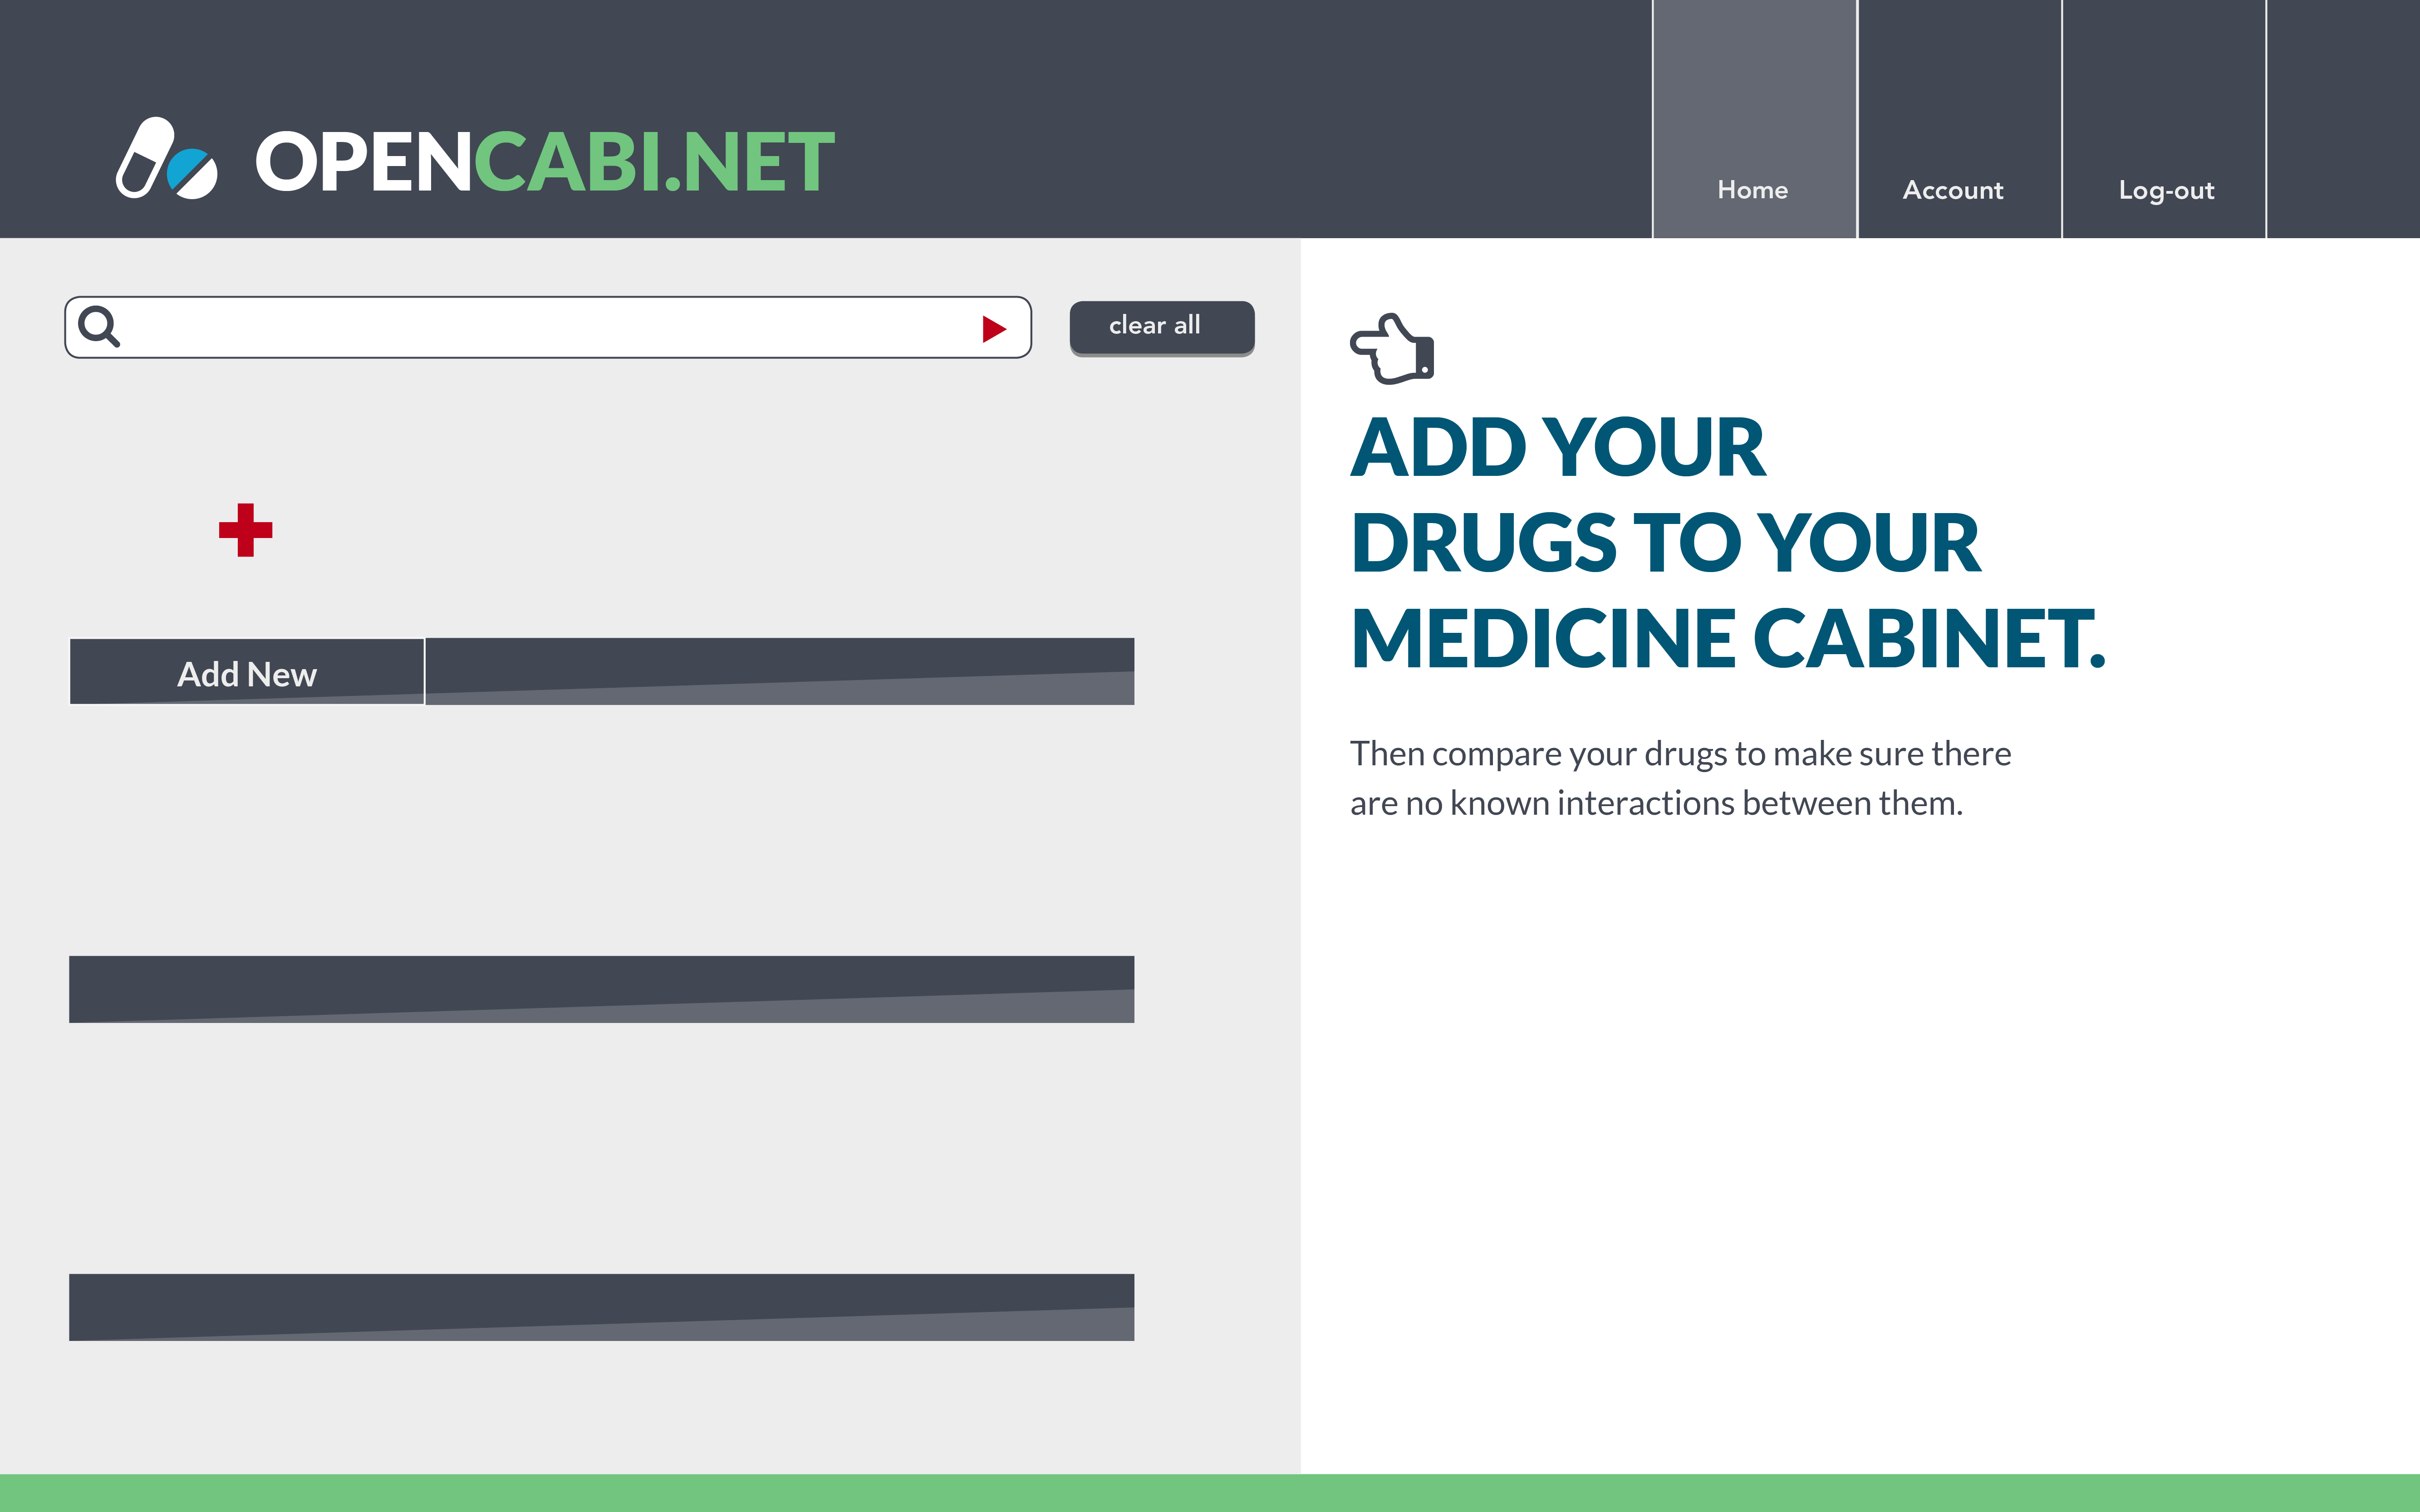 OPENCABI.NET
Home
Account
Log-out
clear all
Add New
ADD YOUR
DRUGS TO YOUR
MEDICINE CABINET.
Then compare your drugs to make sure there
are no known interactions between them.